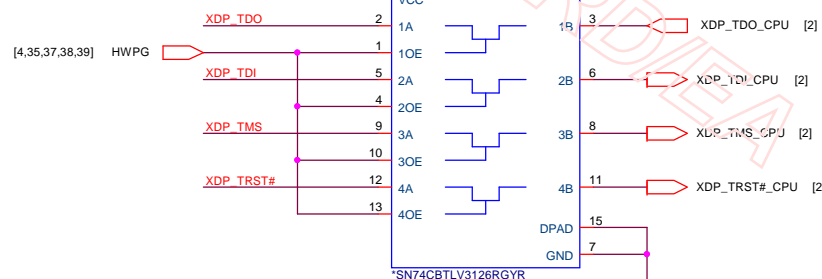 VCC
XDP_TDO 2 1A 1B 3 XDP_TDO_CPU [2]
[4,35,37,38,39] HWPG 1 1OE
XDP_TDI 5 2A 2B 6 XDP_TDI_CPU [2]
4 2OE
XDP_TMS 9 3A 3B 8 XDP_TMS_CPU [2]
10 3OE
XDP_TRST# 12 4A 4B 11 XDP_TRST#_CPU [2
13 4OE
DPAD 15
GND 7
*SN74CBTLV3126RGYR